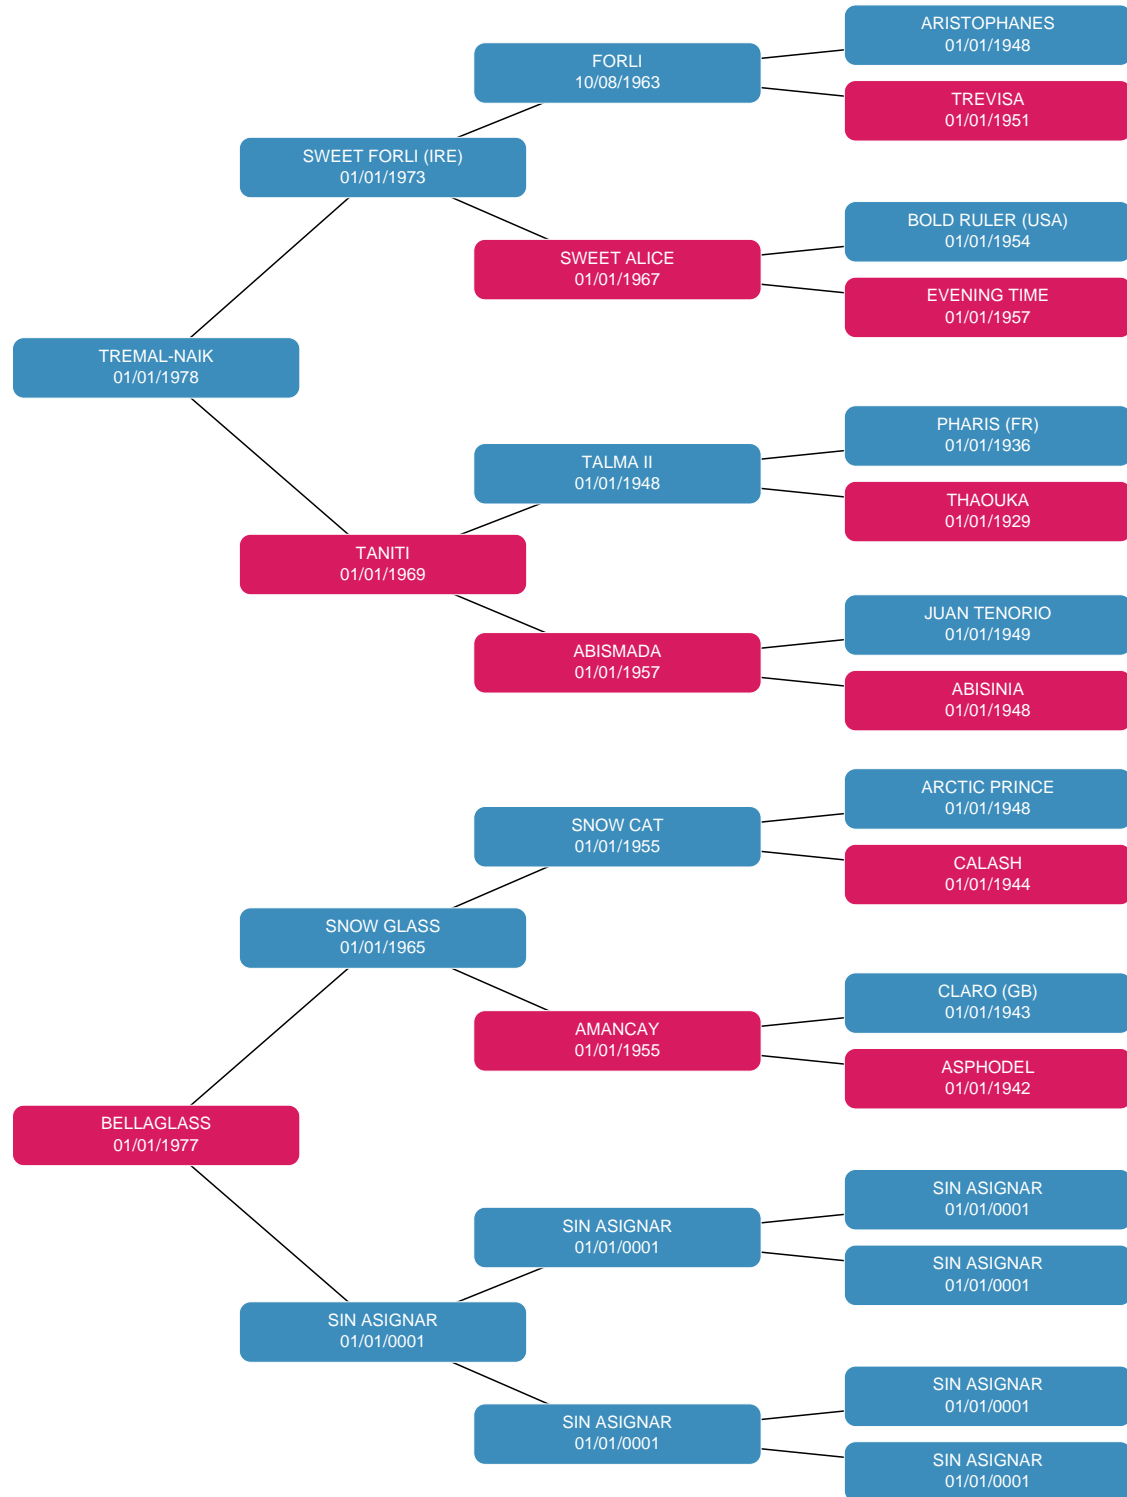 ARISTOPHANES
01/01/1948
FORLI
10/08/1963
TREVISA
01/01/1951
SWEET FORLI (IRE)
01/01/1973
BOLD RULER (USA)
01/01/1954
SWEET ALICE
01/01/1967
EVENING TIME
01/01/1957
TREMAL-NAIK
01/01/1978
PHARIS (FR)
01/01/1936
TALMA II
01/01/1948
THAOUKA
01/01/1929
TANITI
01/01/1969
JUAN TENORIO
01/01/1949
ABISMADA
01/01/1957
ABISINIA
01/01/1948
ARCTIC PRINCE
01/01/1948
SNOW CAT
01/01/1955
CALASH
01/01/1944
SNOW GLASS
01/01/1965
CLARO (GB)
01/01/1943
AMANCAY
01/01/1955
ASPHODEL
01/01/1942
BELLAGLASS
01/01/1977
SIN ASIGNAR
01/01/0001
SIN ASIGNAR
01/01/0001
SIN ASIGNAR
01/01/0001
SIN ASIGNAR
01/01/0001
SIN ASIGNAR
01/01/0001
SIN ASIGNAR
01/01/0001
SIN ASIGNAR
01/01/0001